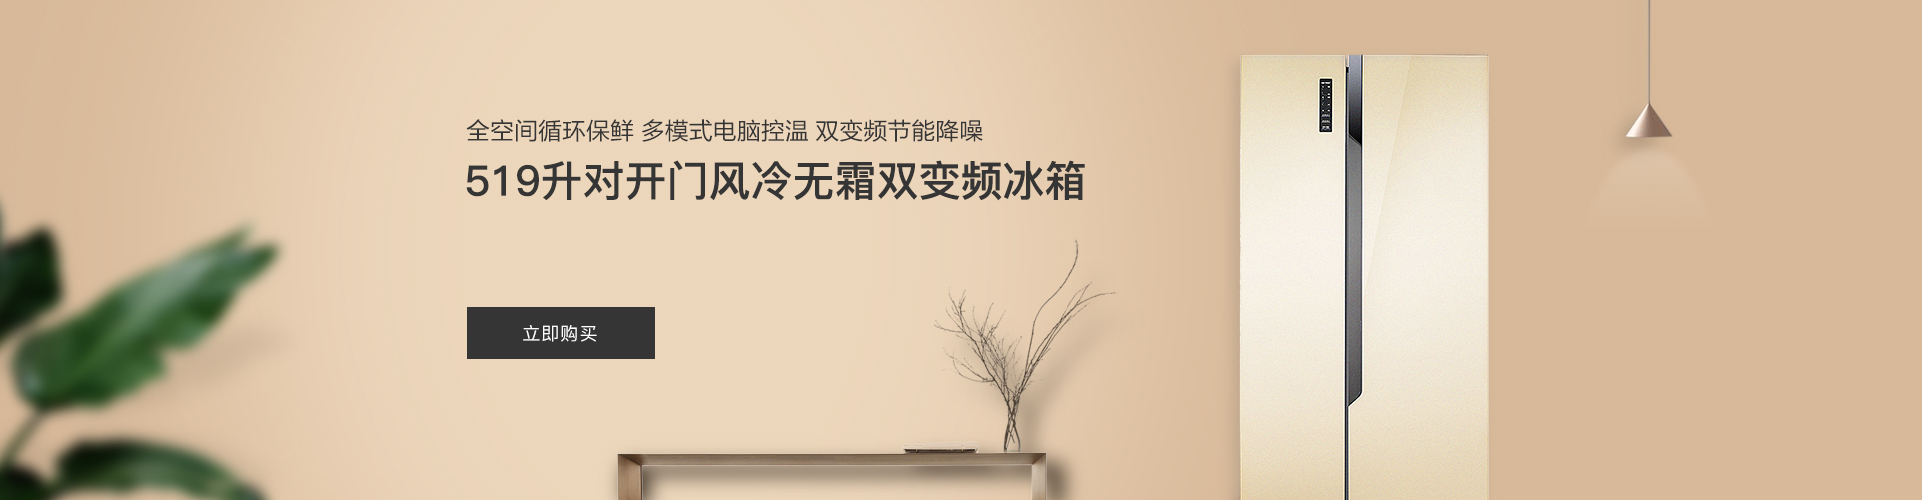 全空间循环保鲜 多模式电脑控温 双变频节能降噪
519升对开门风冷无霜双变频冰箱
立即购买